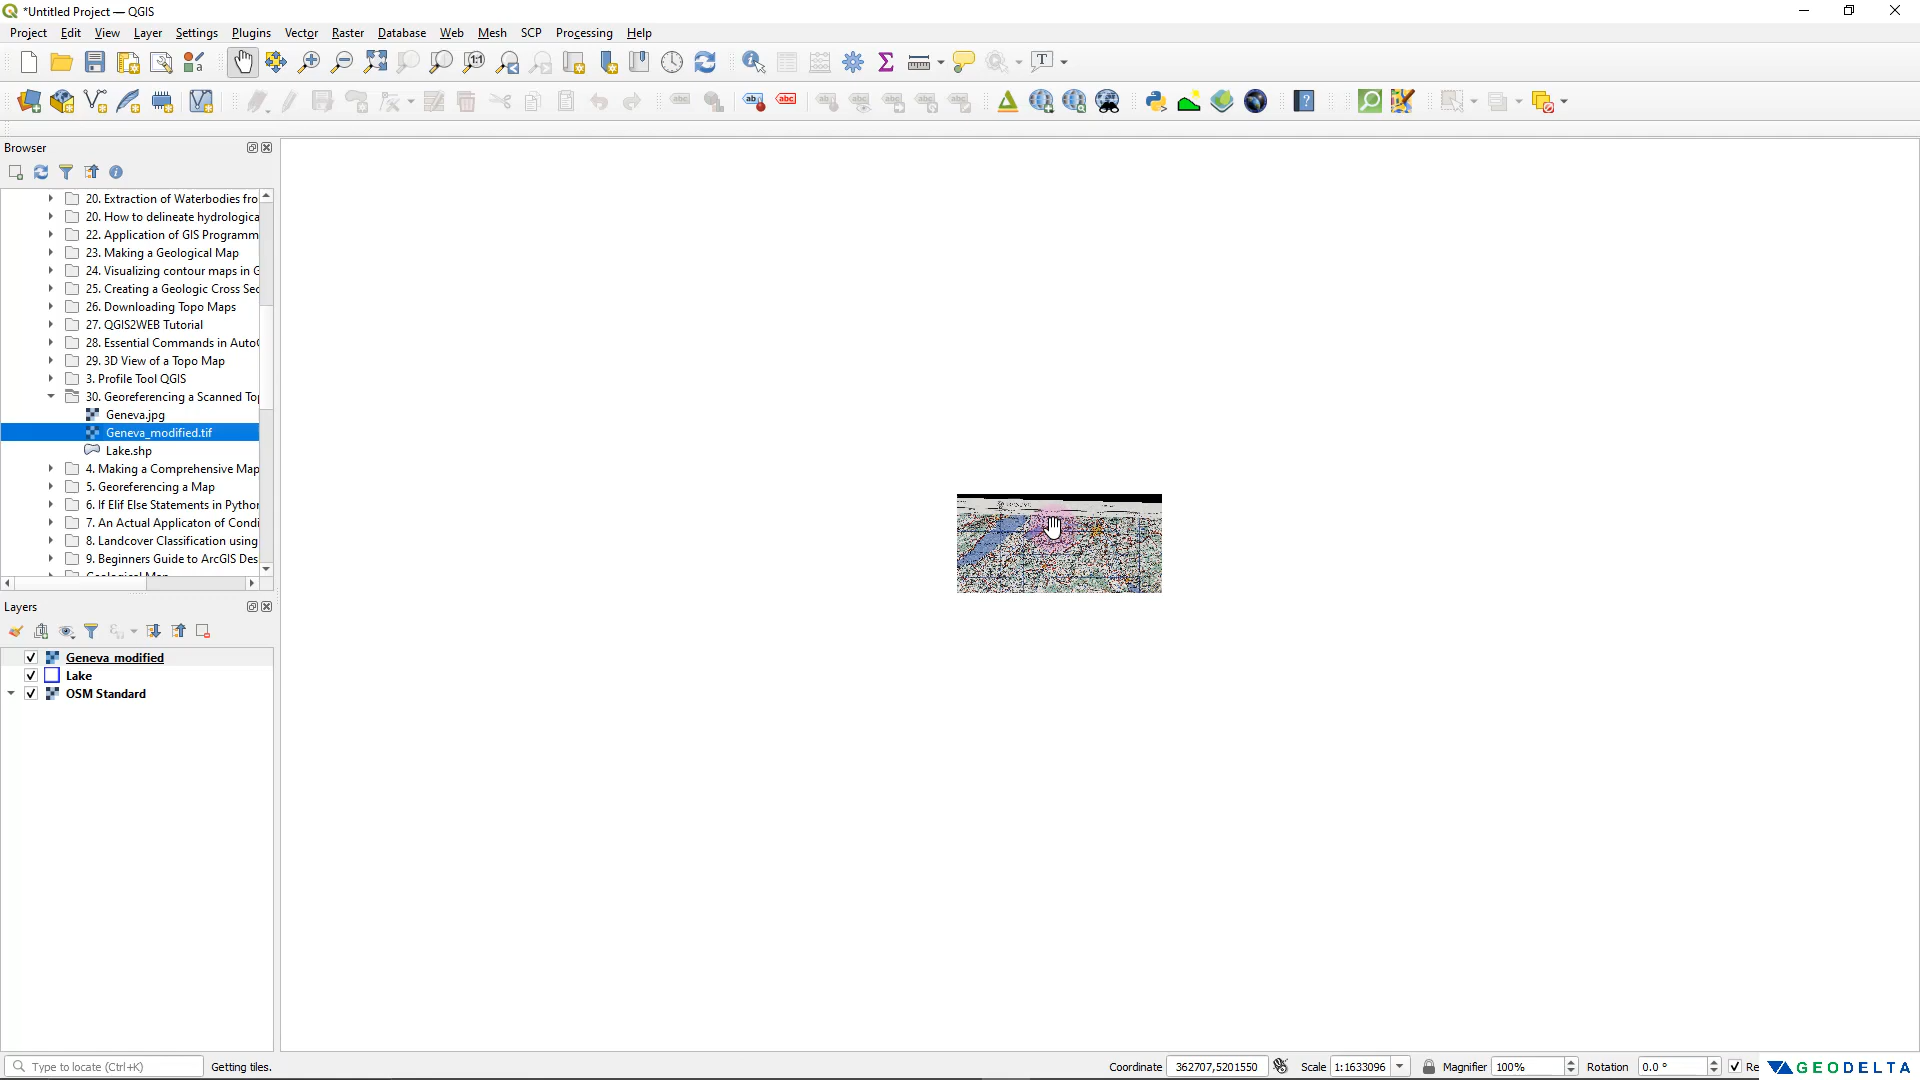 *Untitled Project — QGIS
Project Edit View Layer Settings Plugins Vector Raster Database Web Mesh SCP Processing Help
Browser
20. Extraction of Waterbodies fro
20. How to delineate hydrologica
22. Application of GIS Programm
23. Making a Geological Map
24. Visualizing contour maps in G
25. Creating a Geologic Cross Sec
26. Downloading Topo Maps
27. QGIS2WEB Tutorial
28. Essential Commands in Auto
29. 3D View of a Topo Map
3. Profile Tool QGIS
30. Georeferencing a Scanned To
Geneva.jpg
Geneva_modified.tif
Lake.shp
4. Making a Comprehensive Map
5. Georeferencing a Map
6. If Elif Else Statements in Python
7. An Actual Applicaton of Condi
8. Landcover Classification using
9. Beginners Guide to ArcGIS Des
Layers
Geneva modified
Lake
OSM Standard
Type to locate (Ctrl+K) Getting tiles. Coordinate 362707,5201550 Scale 1:1633096 Magnifier 100% Rotation 0.0 ° Re GEODELTA